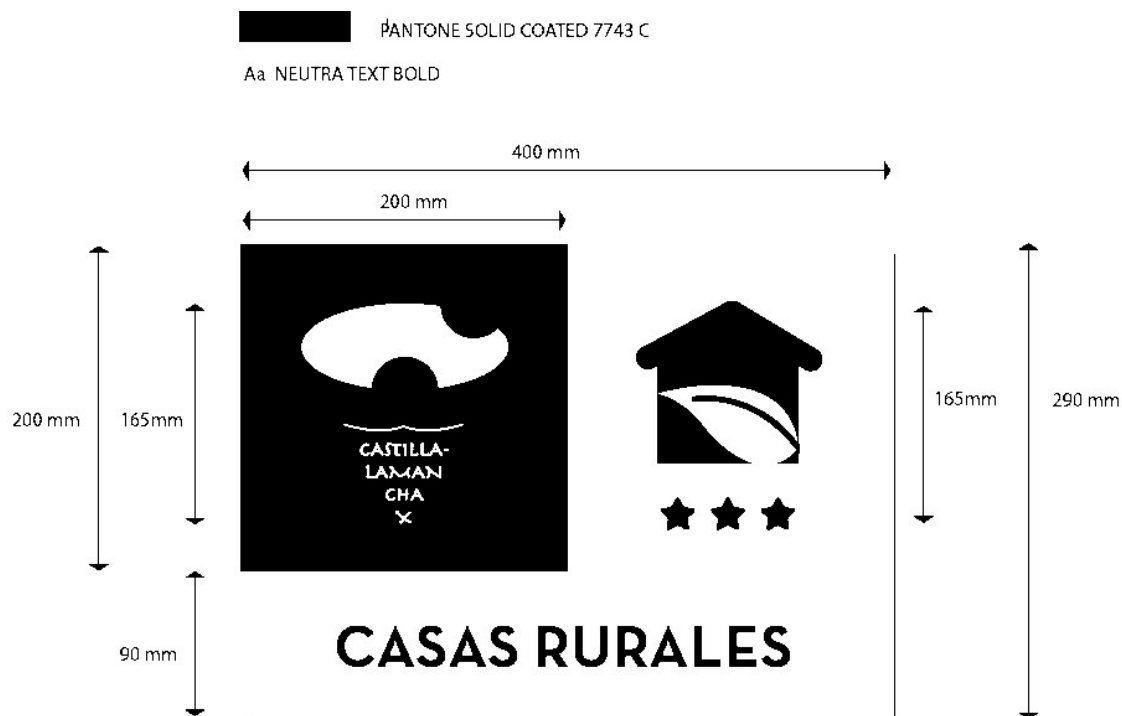 PANTONE SOLID COATED 7743 C
Aa NEUTRA TEXT BOLD
400 mm
200 mm
200 mm
165mm
165mm
290 mm
CASTILLA-
LAMAN
CHA
90 mm
CASAS RURALES